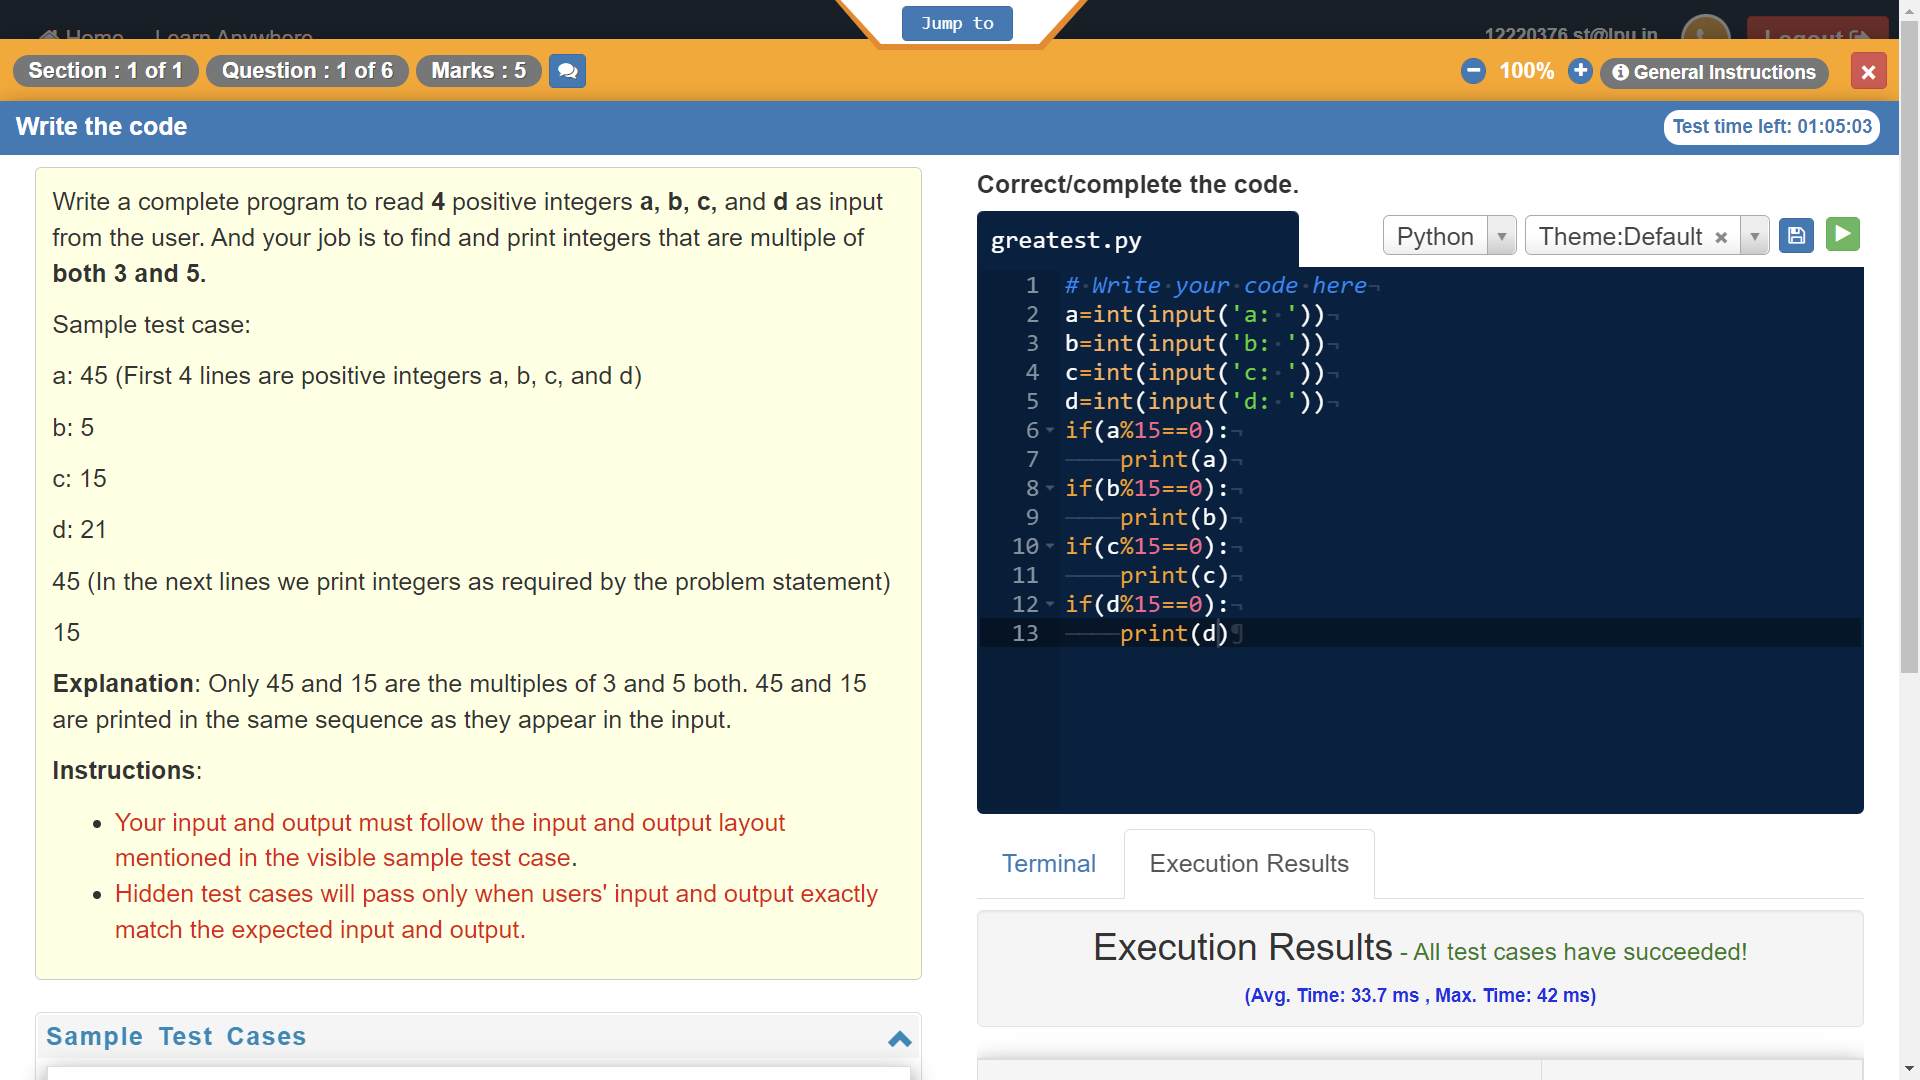 Jump to
Home Learn Anywhere
12220376.st@lpu.in
Logout
Section : 1 of 1
Question : 1 of 6
Marks : 5
100%
General Instructions
Write the code
Test time left: 01:05:03
Write a complete program to read 4 positive integers a, b, c, and d as input
from the user. And your job is to find and print integers that are multiple of
both 3 and 5.
Sample test case:
a: 45 (First 4 lines are positive integers a, b, c, and d)
b: 5
c: 15
d: 21
45 (In the next lines we print integers as required by the problem statement)
15
Explanation: Only 45 and 15 are the multiples of 3 and 5 both. 45 and 15
are printed in the same sequence as they appear in the input.
Instructions:
• Your input and output must follow the input and output layout
mentioned in the visible sample test case.
• Hidden test cases will pass only when users' input and output exactly
match the expected input and output.
Sample Test Cases
Correct/complete the code.
greatest.py
Python
Theme:Default ×
1 # Write your code here
2 a=int(input('a: '))
3 b=int(input('b: '))
4 c=int(input('c: '))
5 d=int(input('d: '))
6 if(a%15==0):
7 print(a)
8 if(b%15==0):
9 print(b)
10 if(c%15==0):
11 print(c)
12 if(d%15==0):
13 print(d)
Terminal
Execution Results
Execution Results - All test cases have succeeded!
(Avg. Time: 33.7 ms , Max. Time: 42 ms)